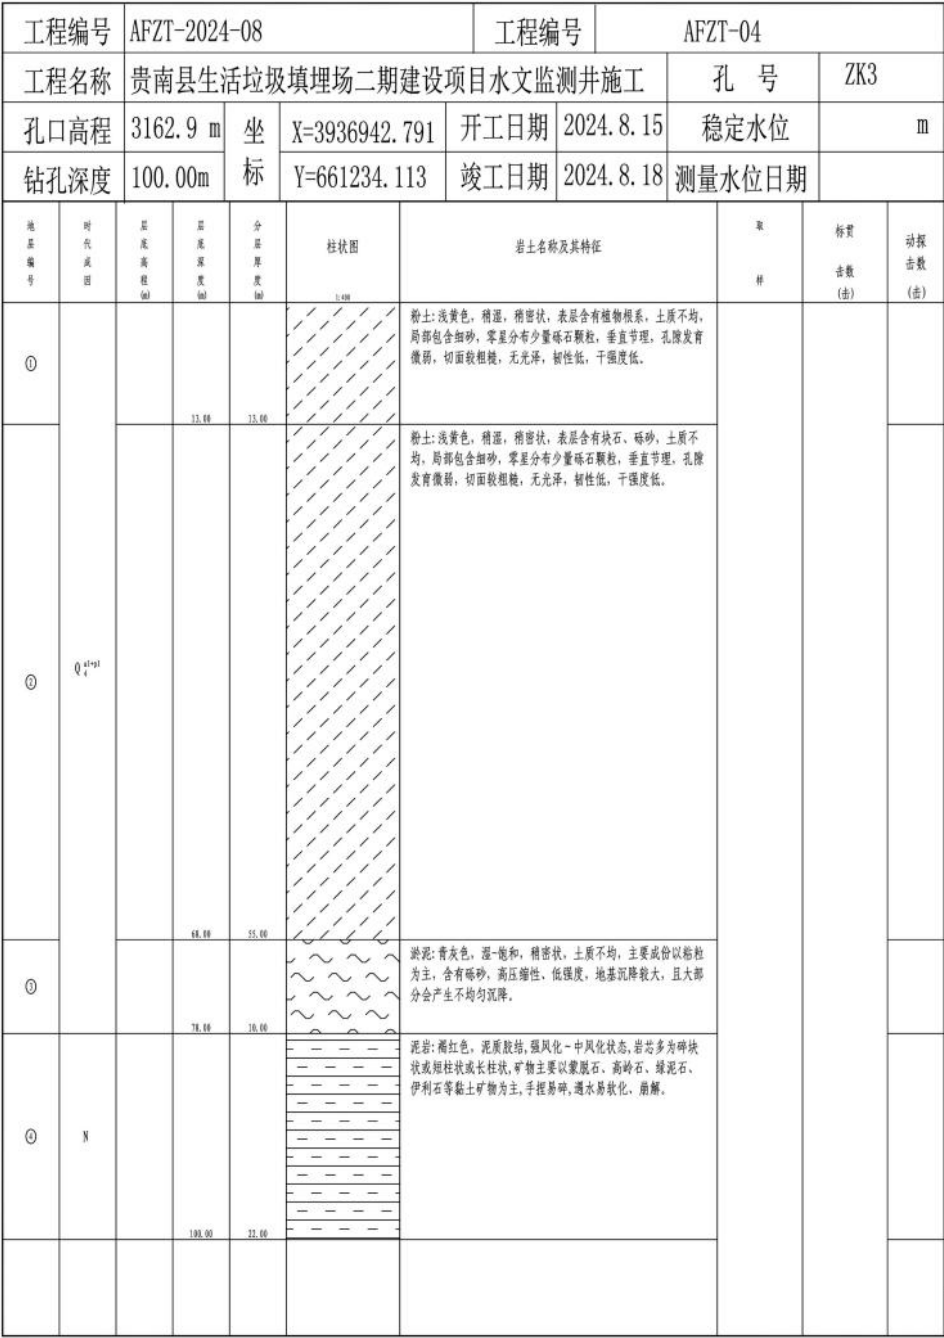 工程编号 AFZT-2024-08 工程编号 AFZT-04
工程名称 贵南县生活垃圾填埋场二期建设项目水文监测井施工 孔 号 ZK3
孔口高程 3162.9 m 坐标 X=3936942.791 开工日期 2024.8.15 稳定水位 m
钻孔深度 100.00m Y=661234.113 竣工日期 2024.8.18 测量水位日期
地层编号 时代成因 层底高程(m) 层底深度(m) 分层厚度(m) 柱状图 1:400 岩土名称及其特征 取样 标贯击数(击) 动探击数(击)
粉土:浅黄色，稍湿，稍密状，表层含有植物根系，土质不均，
局部包含细砂，零星分布少量砾石颗粒，垂直节理，孔隙发育
微弱，切面较粗糙，无光泽，韧性低，干强度低。
①
13.00 13.00
粉土:浅黄色，稍湿，稍密状，表层含有块石、砾砂，土质不
均，局部包含细砂，零星分布少量砾石颗粒，垂直节理，孔隙
发育微弱，切面较粗糙，无光泽，韧性低，干强度低。
② Q4al+pl
68.00 55.00
淤泥:青灰色，湿-饱和，稍密状，土质不均，主要成份以粘粒
为主，含有砾砂，高压缩性、低强度，地基沉降较大，且大部
分会产生不均匀沉降。
③
78.00 10.00
泥岩:褐红色，泥质胶结,强风化-中风化状态,岩芯多为碎块
状或短柱状或长柱状,矿物主要以蒙脱石、高岭石、绿泥石、
伊利石等黏土矿物为主,手捏易碎,遇水易软化、崩解。
④ N
100.00 22.00